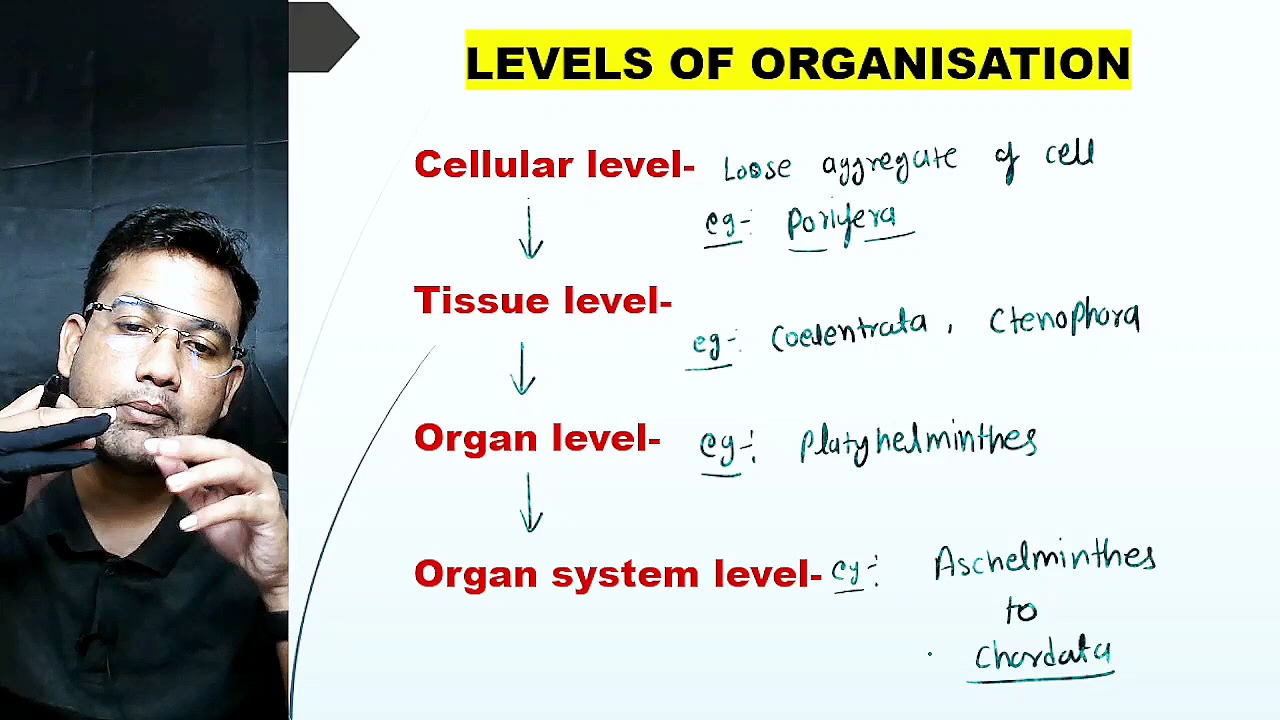 LEVELS OF ORGANISATION
Cellular level- Loose aggregate of cell
eg-: Porifera
Tissue level-
eg-: Coelentrata, Ctenophora
Organ level- eg-: Platyhelminthes
Organ system level- eg-: Aschelminthes
to
Chordata